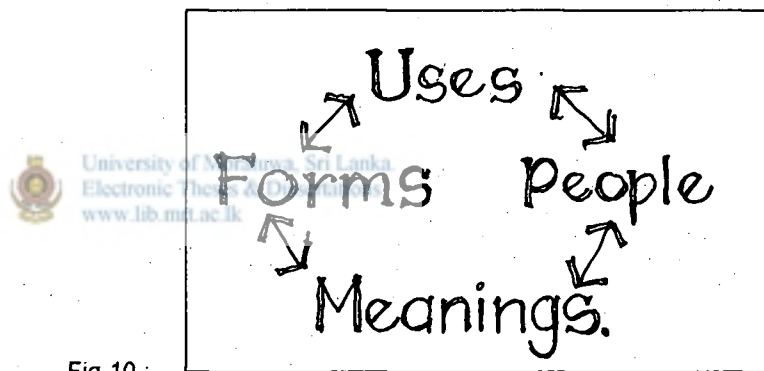 Uses
University of Moratuwa, Sri Lanka.
Electronic Theses & Dissertations
www.lib.mrt.ac.lk
Forms People
Meanings.
Fig 10 :